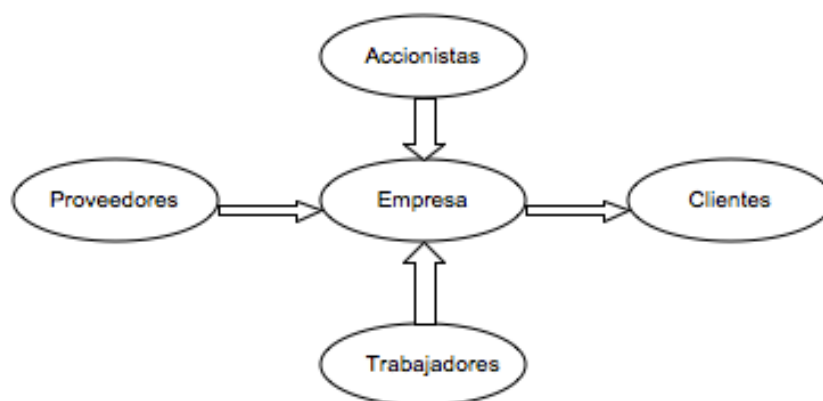 Accionistas
Proveedores
Empresa
Clientes
Trabajadores